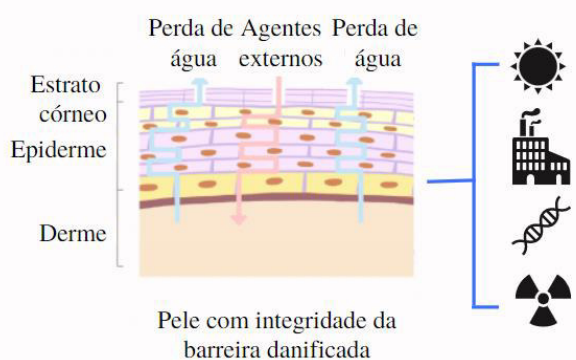 Perda de Agentes Perda de
água externos água
Estrato
córneo
Epiderme
Derme
Pele com integridade da
barreira danificada